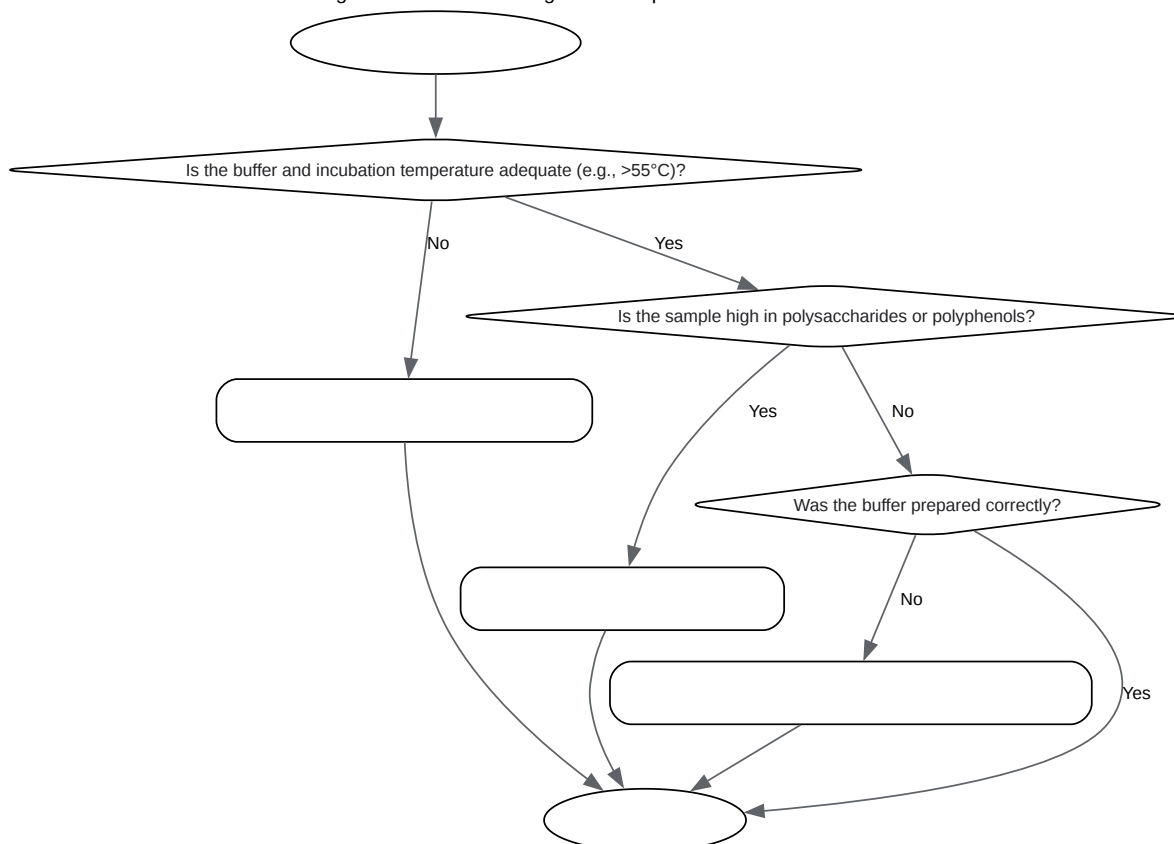 Is the buffer and incubation temperature adequate (e.g., >55°C)?
No
Yes
Is the sample high in polysaccharides or polyphenols?
Yes
No
Was the buffer prepared correctly?
No
Yes